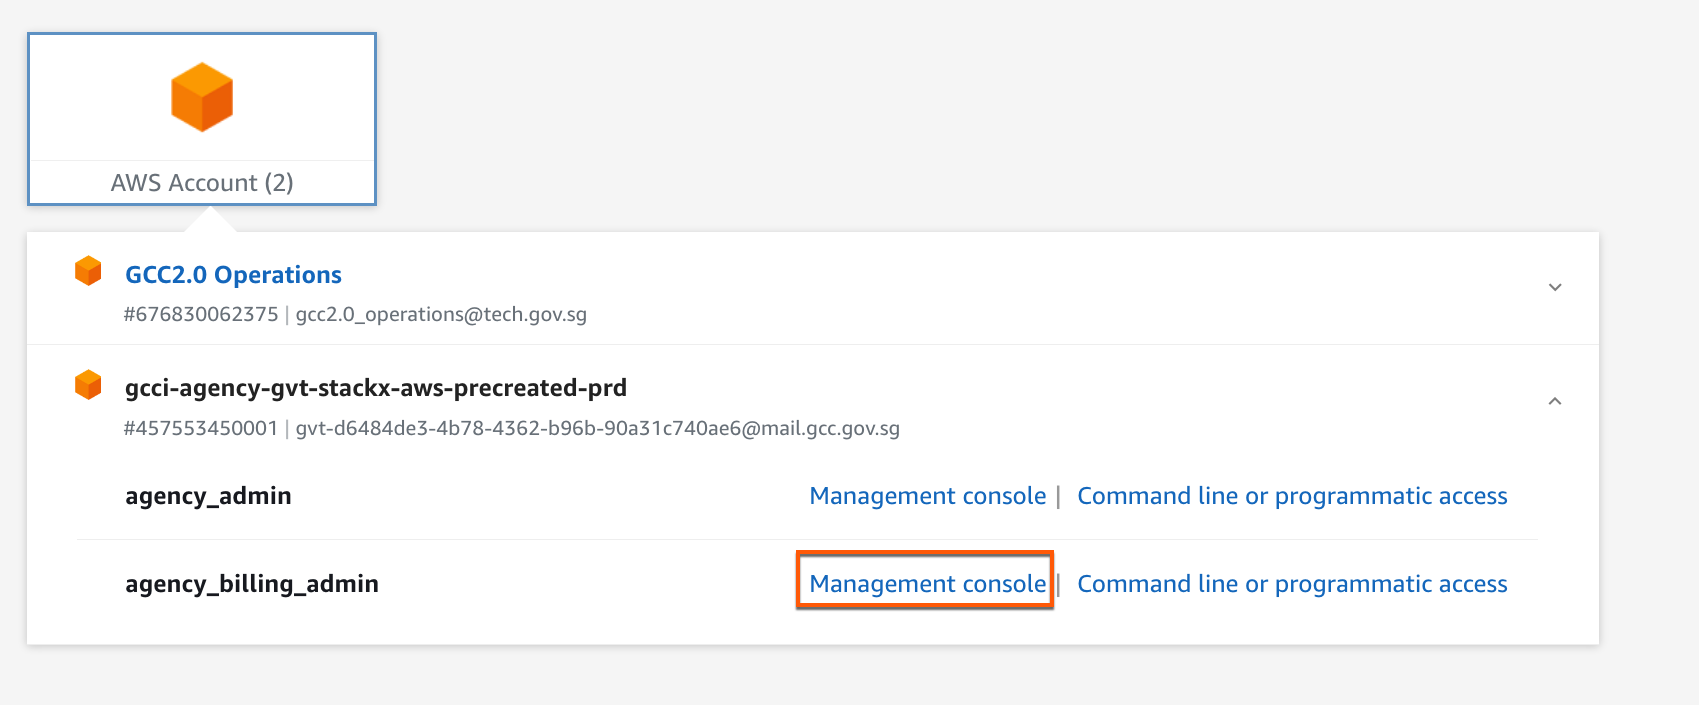 AWS Account (2)
GCC2.0 Operations
#676830062375 | gcc2.0_operations@tech.gov.sg
gcci-agency-gvt-stackx-aws-precreated-prd
#457553450001 | gvt-d6484de3-4b78-4362-b96b-90a31c740ae6@mail.gcc.gov.sg
agency_admin Management console | Command line or programmatic access
agency_billing_admin Management console | Command line or programmatic access